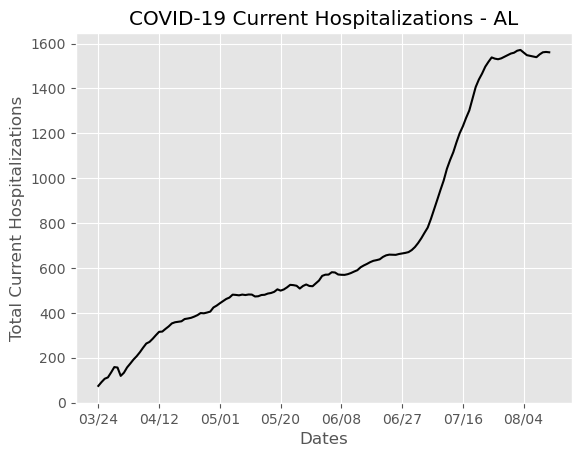 COVID-19 Current Hospitalizations - AL
Total Current Hospitalizations
1600
1400
1200
1000
800
600
400
200
0
03/24 04/12 05/01 05/20 06/08 06/27 07/16 08/04
Dates